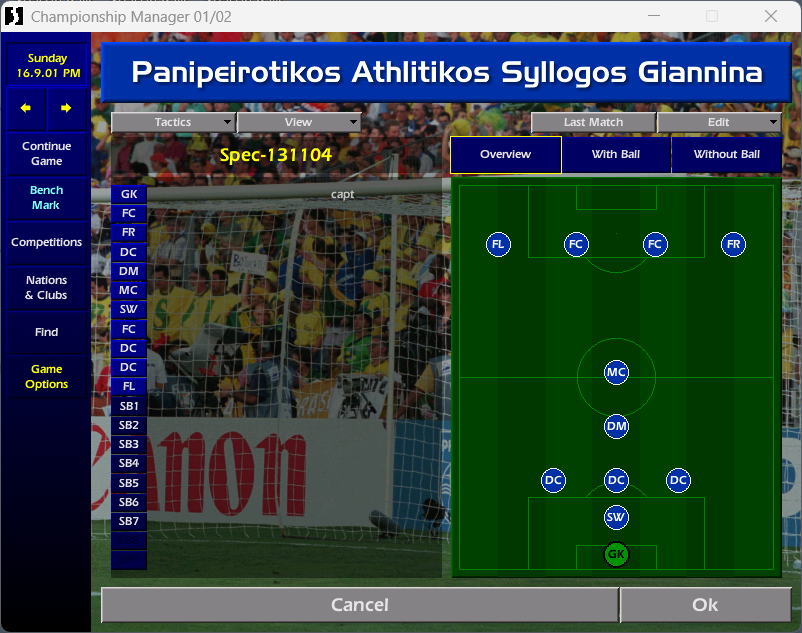 Championship Manager 01/02
Sunday
16.9.01 PM
Panipeirotikos Athlitikos Syllogos Giannina
Tactics
View
Last Match
Edit
Continue
Game
Bench
Mark
Competitions
Nations
& Clubs
Find
Game
Options
Spec-131104
Overview
With Ball
Without Ball
GK capt
FC
FR
DC
DM
MC
SW
FC
DC
DC
FL
SB1
SB2
SB3
SB4
SB5
SB6
SB7
FL FC FC FR
MC
DM
DC DC DC
SW
GK
anon
Cancel
Ok